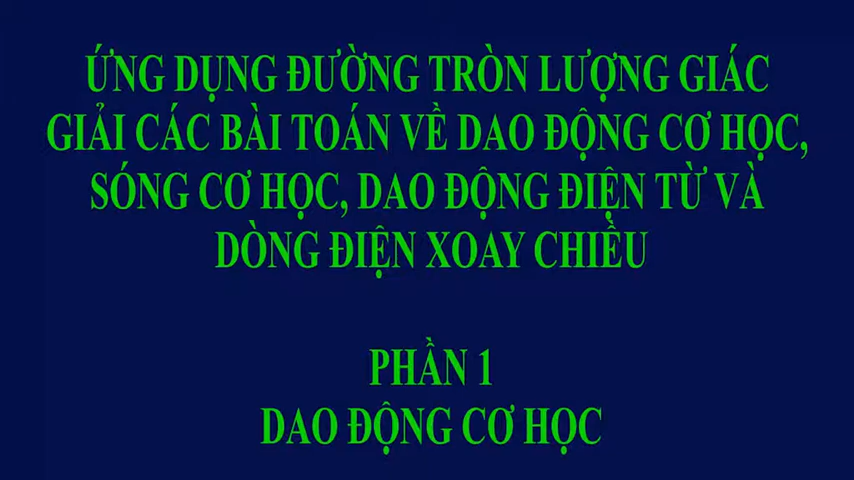 ỨNG DỤNG ĐƯỜNG TRÒN LƯỢNG GIÁC
GIẢI CÁC BÀI TOÁN VỀ DAO ĐỘNG CƠ HỌC,
SÓNG CƠ HỌC, DAO ĐỘNG ĐIỆN TỪ VÀ
DÒNG ĐIỆN XOAY CHIỀU
PHẦN 1
DAO ĐỘNG CƠ HỌC